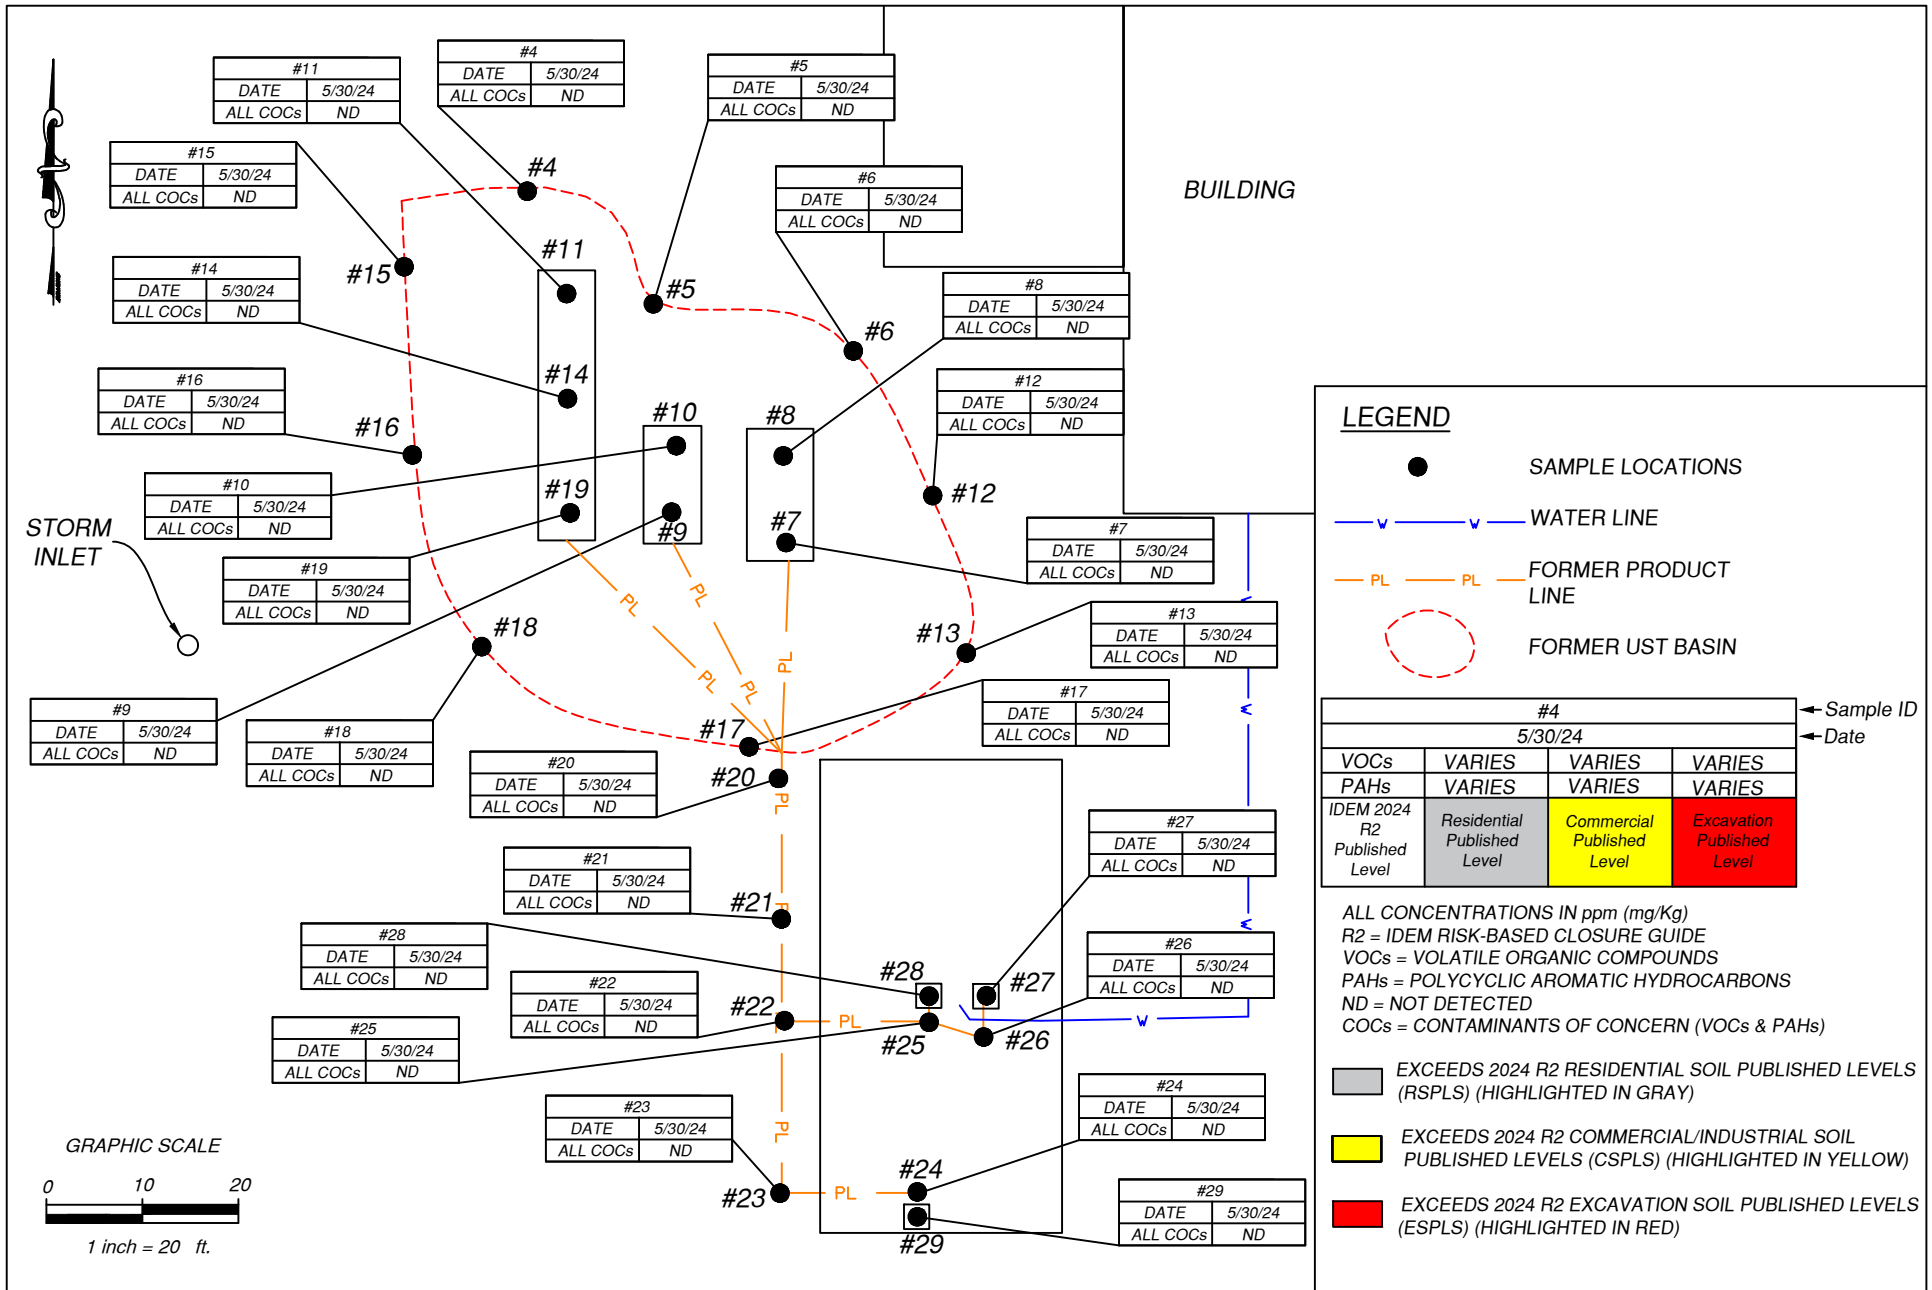 #4
DATE 5/30/24
ALL COCs ND
#11
DATE 5/30/24
ALL COCs ND
#5
DATE 5/30/24
ALL COCs ND
#15
DATE 5/30/24
ALL COCs ND
#6
DATE 5/30/24
ALL COCs ND
#14
DATE 5/30/24
ALL COCs ND
#8
DATE 5/30/24
ALL COCs ND
#16
DATE 5/30/24
ALL COCs ND
#12
DATE 5/30/24
ALL COCs ND
#10
DATE 5/30/24
ALL COCs ND
#7
DATE 5/30/24
ALL COCs ND
#19
DATE 5/30/24
ALL COCs ND
#13
DATE 5/30/24
ALL COCs ND
#9
DATE 5/30/24
ALL COCs ND
#18
DATE 5/30/24
ALL COCs ND
#17
DATE 5/30/24
ALL COCs ND
#20
DATE 5/30/24
ALL COCs ND
#27
DATE 5/30/24
ALL COCs ND
#21
DATE 5/30/24
ALL COCs ND
#28
DATE 5/30/24
ALL COCs ND
#26
DATE 5/30/24
ALL COCs ND
#22
DATE 5/30/24
ALL COCs ND
#25
DATE 5/30/24
ALL COCs ND
#24
DATE 5/30/24
ALL COCs ND
#23
DATE 5/30/24
ALL COCs ND
#29
DATE 5/30/24
ALL COCs ND
BUILDING
#4
#11
#15
#5
#6
#14
#10
#8
#16
#19
#9
#7
#12
#18
#13
#17
#20
#21
#22
#28
#27
#25
#26
#23
#24
#29
STORM
INLET
PL
PL
PL
PL
PL
PL
PL
PL
PL
PL
PL
W
W
W
W
W
GRAPHIC SCALE
0 10 20
1 inch = 20 ft.
LEGEND
SAMPLE LOCATIONS
W W WATER LINE
PL PL FORMER PRODUCT
LINE
FORMER UST BASIN
#4 Sample ID
5/30/24 Date
VOCs VARIES VARIES VARIES
PAHs VARIES VARIES VARIES
IDEM 2024
R2
Published
Level
Residential
Published
Level
Commercial
Published
Level
Excavation
Published
Level
ALL CONCENTRATIONS IN ppm (mg/Kg)
R2 = IDEM RISK-BASED CLOSURE GUIDE
VOCs = VOLATILE ORGANIC COMPOUNDS
PAHs = POLYCYCLIC AROMATIC HYDROCARBONS
ND = NOT DETECTED
COCs = CONTAMINANTS OF CONCERN (VOCs & PAHs)
EXCEEDS 2024 R2 RESIDENTIAL SOIL PUBLISHED LEVELS
(RSPLS) (HIGHLIGHTED IN GRAY)
EXCEEDS 2024 R2 COMMERCIAL/INDUSTRIAL SOIL
PUBLISHED LEVELS (CSPLS) (HIGHLIGHTED IN YELLOW)
EXCEEDS 2024 R2 EXCAVATION SOIL PUBLISHED LEVELS
(ESPLS) (HIGHLIGHTED IN RED)